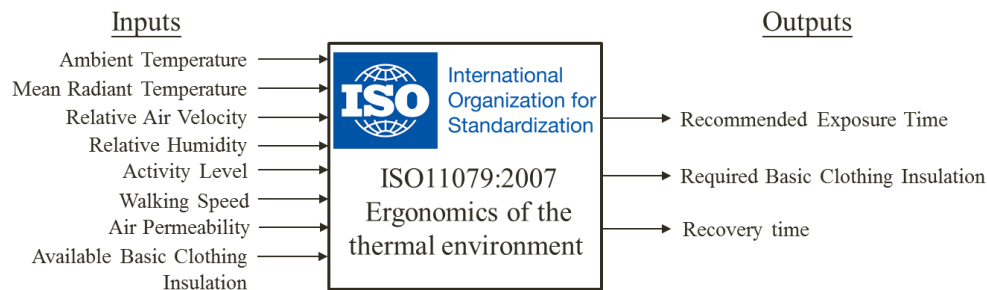 Inputs
Ambient Temperature
Mean Radiant Temperature
Relative Air Velocity
Relative Humidity
Activity Level
Walking Speed
Air Permeability
Available Basic Clothing
Insulation
ISO
International
Organization for
Standardization
ISO11079:2007
Ergonomics of the
thermal environment
Outputs
Recommended Exposure Time
Required Basic Clothing Insulation
Recovery time